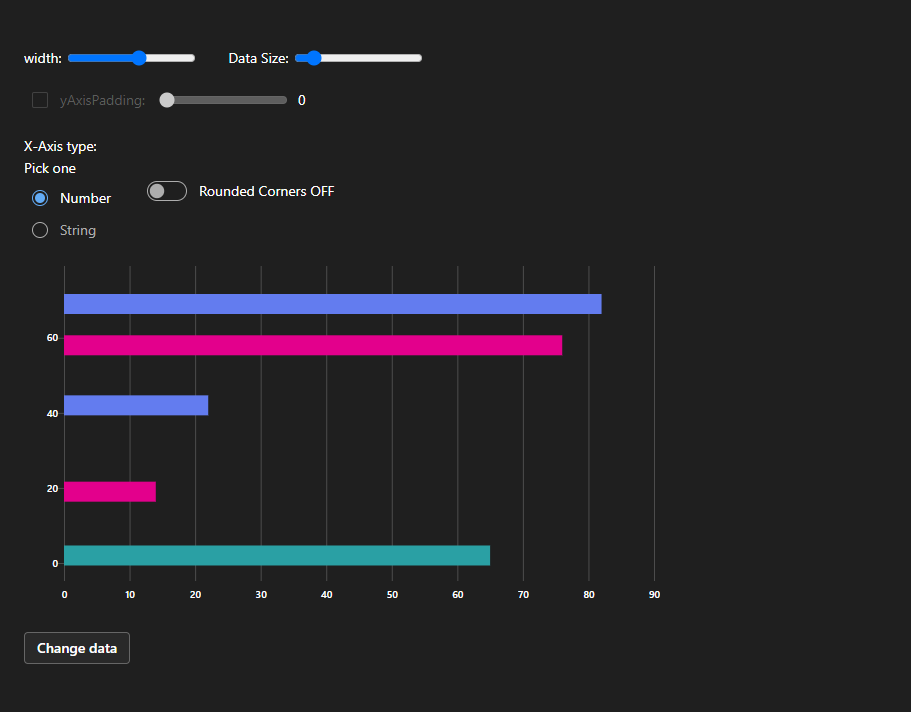 width:
Data Size:
yAxisPadding:
0
X-Axis type:
Pick one
Number
Rounded Corners OFF
String
60
40
20
0
0 10 20 30 40 50 60 70 80 90
Change data